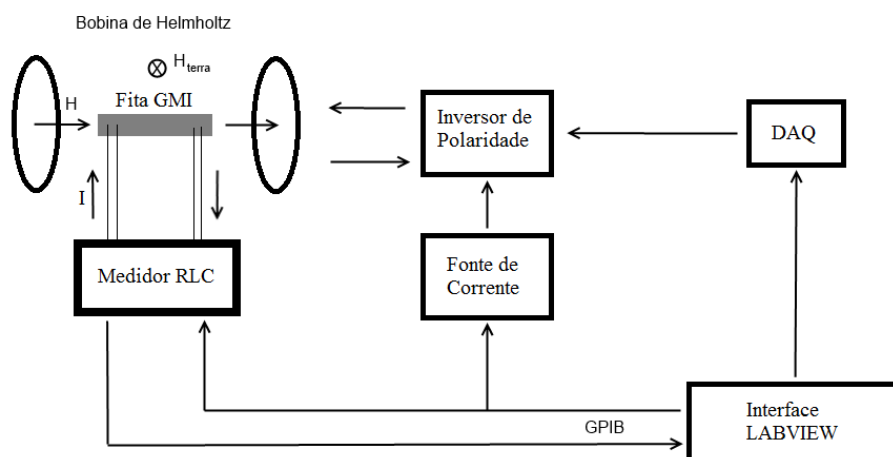 Bobina de Helmholtz
H terra
H
Fita GMI
I
Medidor RLC
Inversor de
Polaridade
DAQ
Fonte de
Corrente
GPIB
Interface
LABVIEW